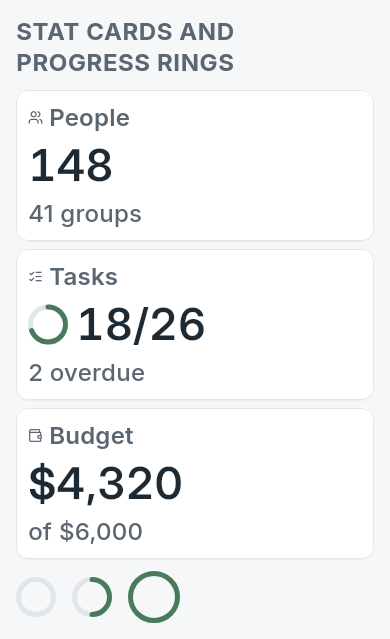 STAT CARDS AND
PROGRESS RINGS
People
148
41 groups
Tasks
18/26
2 overdue
Budget
$4,320
of $6,000